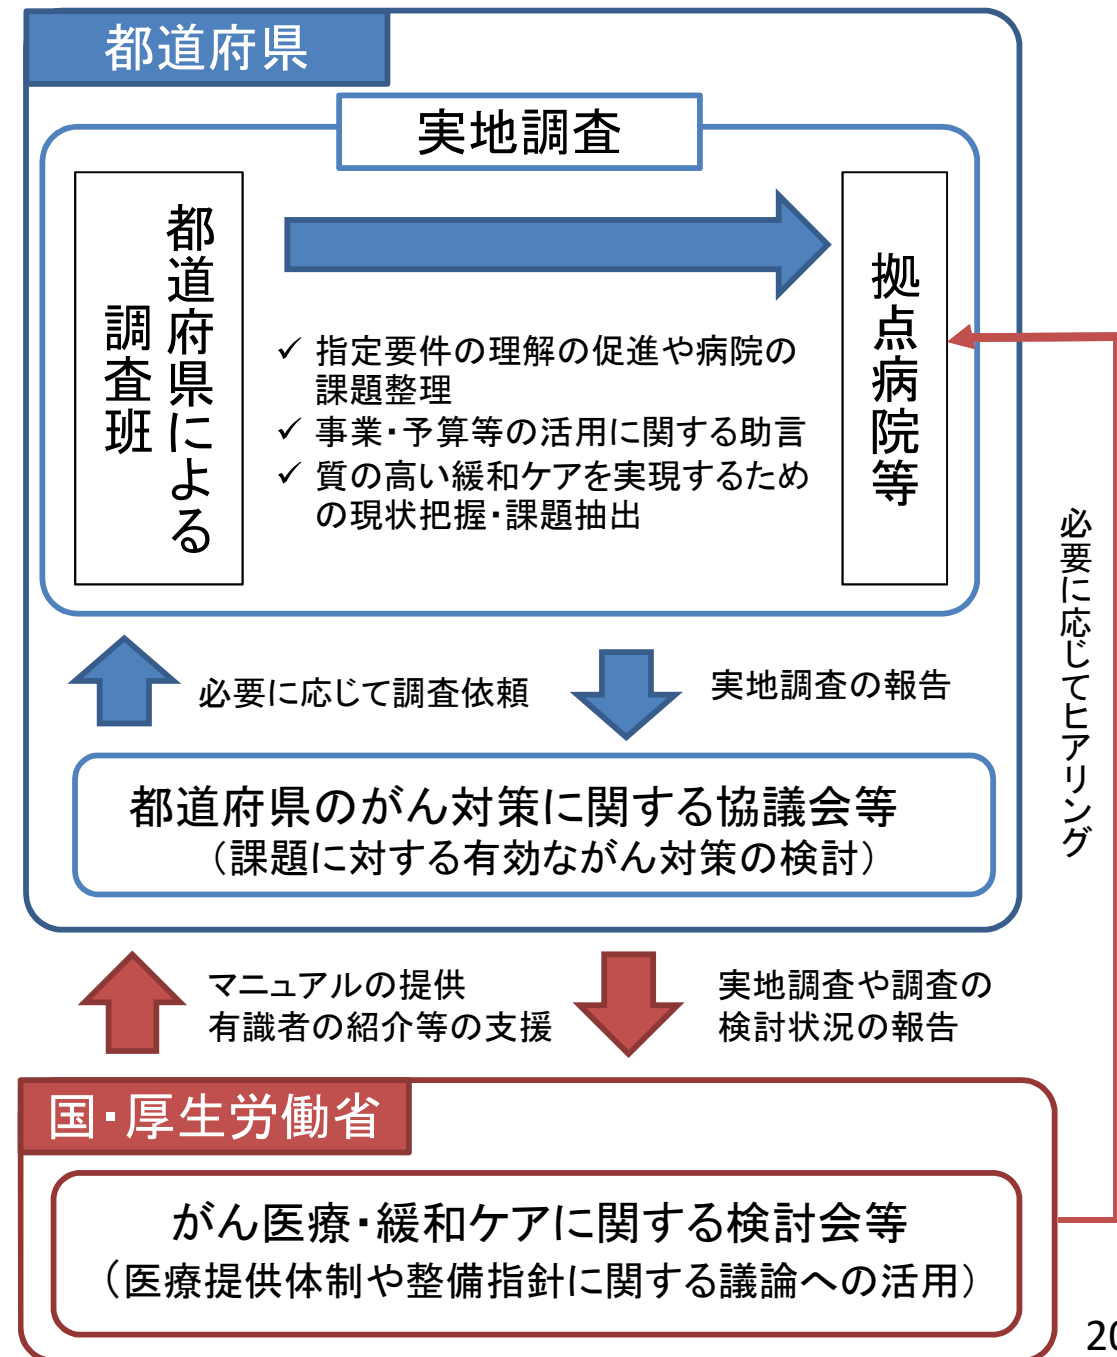 都道府県
実地調査
都道府県による
調査班
拠点病院等
✓ 指定要件の理解の促進や病院の
課題整理
✓ 事業・予算等の活用に関する助言
✓ 質の高い緩和ケアを実現するため
の現状把握・課題抽出
必要に応じてヒアリング
必要に応じて調査依頼
実地調査の報告
都道府県のがん対策に関する協議会等
（課題に対する有効ながん対策の検討）
マニュアルの提供
有識者の紹介等の支援
実地調査や調査の
検討状況の報告
国・厚生労働省
がん医療・緩和ケアに関する検討会等
（医療提供体制や整備指針に関する議論への活用）
20